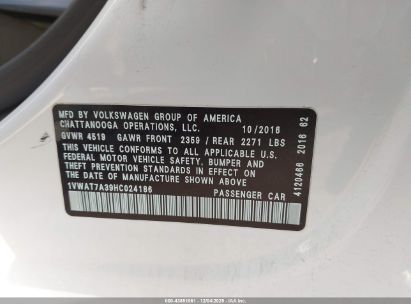 MFD BY VOLKSWAGEN GROUP OF AMERICA
CHATTANOOGA OPERATIONS, LLC. 10/2016
GVWR 4519 GAWR FRONT 2359 / REAR 2271 LBS
THIS VEHICLE CONFORMS TO ALL APPLICABLE U.S.
FEDERAL MOTOR VEHICLE SAFETY, BUMPER AND
THEFT PREVENTION STANDARDS IN EFFECT ON THE
DATE OF MANUFACTURE SHOWN ABOVE
1VWAT7A39HC024186 PASSENGER CAR
4120466 2016 62